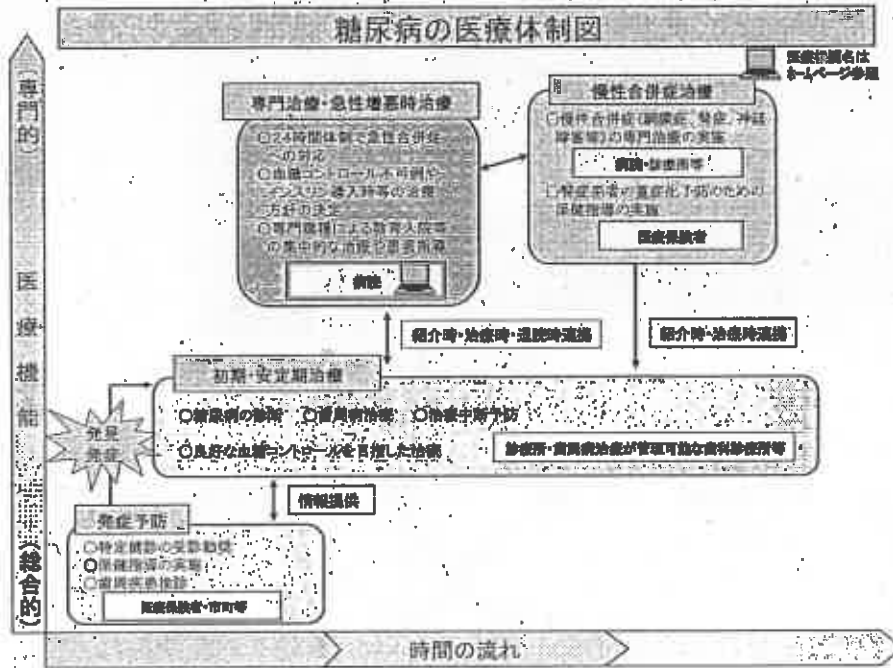 糖尿病の医療体制図
医療機関名は
ホームページ参照
(専門的)
医療機能
(総合的)
専門治療・急性増悪時治療
○24時間体制で急性合併症
への対応
○血糖コントロール不可例や
インスリン導入時等の治療
方針の決定
○専門職種による教育入院等
の集中的な治療や患者指導
病院
慢性合併症治療
○慢性合併症(網膜症、腎症、神経
障害等)の専門治療の実施
病院・診療所等
○腎症患者の重症化予防のための
保健指導の実施
医療保険者
紹介時・治療時・退院時連携
紹介時・治療時連携
初期・安定期治療
○糖尿病の診断 ○歯周病治療 ○治療中断予防
○良好な血糖コントロールを目指した治療
診療所・歯周病治療が管理可能な歯科診療所等
発見
発症
情報提供
発症予防
○特定健診の受診勧奨
○保健指導の実施
○歯周疾患検診
医療保険者・市町等
時間の流れ